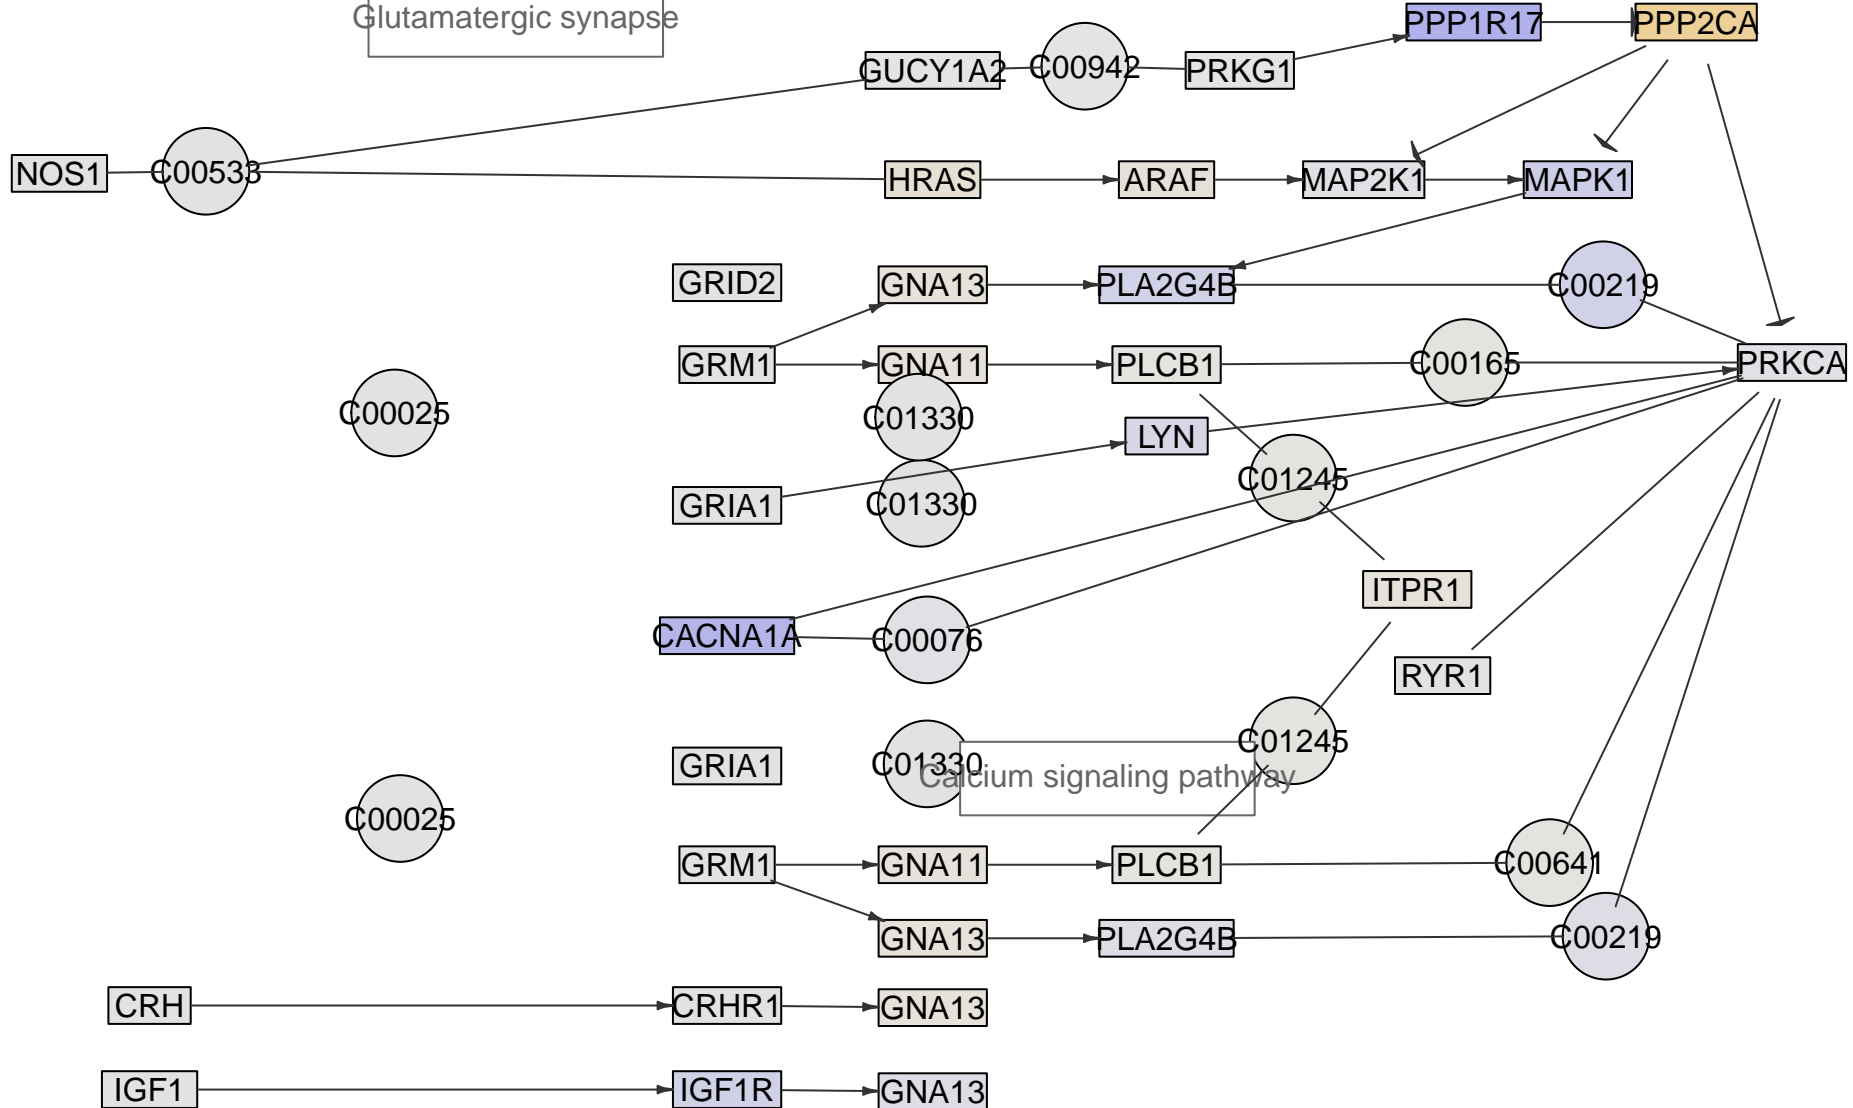 Glutamatergic synapse
PPP1R17
PPP2CA
GUCY1A2
C00942
PRKG1
NOS1
C00533
HRAS
ARAF
MAP2K1
MAPK1
GRID2
GNA13
PLA2G4B
C00219
GRM1
GNA11
PLCB1
C00165
PRKCA
C00025
C01330
LYN
C01245
GRIA1
C01330
ITPR1
CACNA1A
C00076
RYR1
GRIA1
C01330
Calcium signaling pathway
C01245
C00025
GRM1
GNA11
PLCB1
C00641
GNA13
PLA2G4B
C00219
CRH
CRHR1
GNA13
IGF1
IGF1R
GNA13